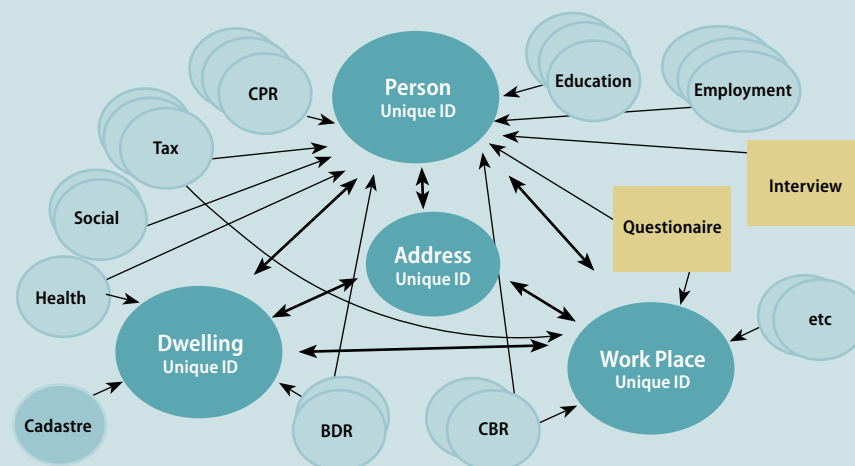 Person
Unique ID
Education
Employment
CPR
Tax
Interview
Social
Questionaire
Address
Unique ID
Health
etc
Dwelling
Unique ID
Work Place
Unique ID
Cadastre
BDR
CBR